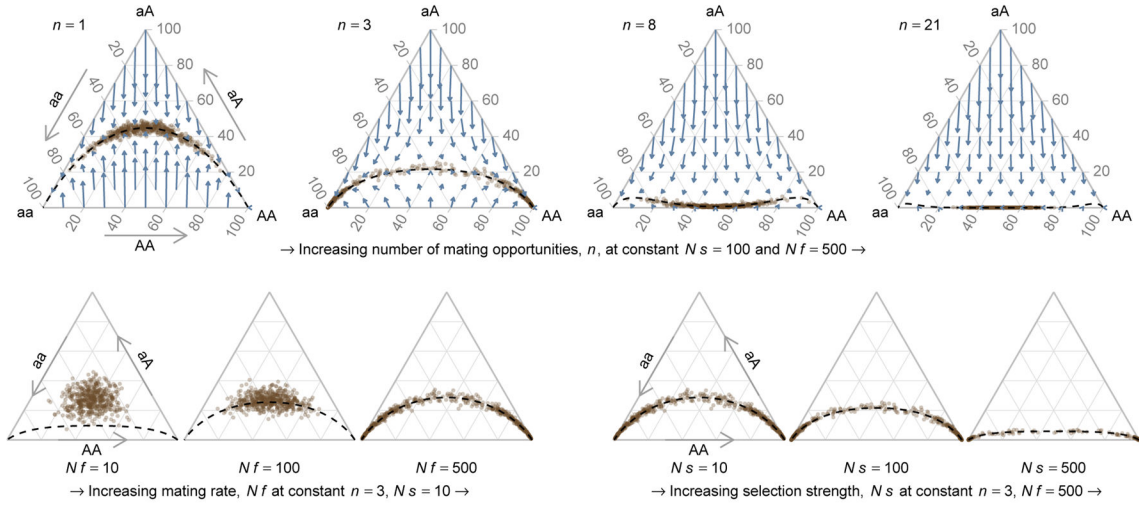 n = 1
n = 3
n = 8
n = 21
aA
aA
aA
aA
100
100
100
100
20
80
20
80
20
80
20
80
40
60
40
60
40
60
40
60
60
40
60
40
60
40
60
40
80
20
80
20
80
20
80
20
100
100
100
100
aa
aA
aa
AA
aa
AA
aa
AA
aa
AA
20
40
60
80
100
20
40
60
80
100
20
40
60
80
100
20
40
60
80
100
AA
→ Increasing number of mating opportunities, n, at constant N s = 100 and N f = 500 →
aa
aA
AA
aa
aA
AA
N f = 10
N f = 100
N f = 500
N s = 10
N s = 100
N s = 500
→ Increasing mating rate, N f at constant n = 3, N s = 10 →
→ Increasing selection strength, N s at constant n = 3, N f = 500 →